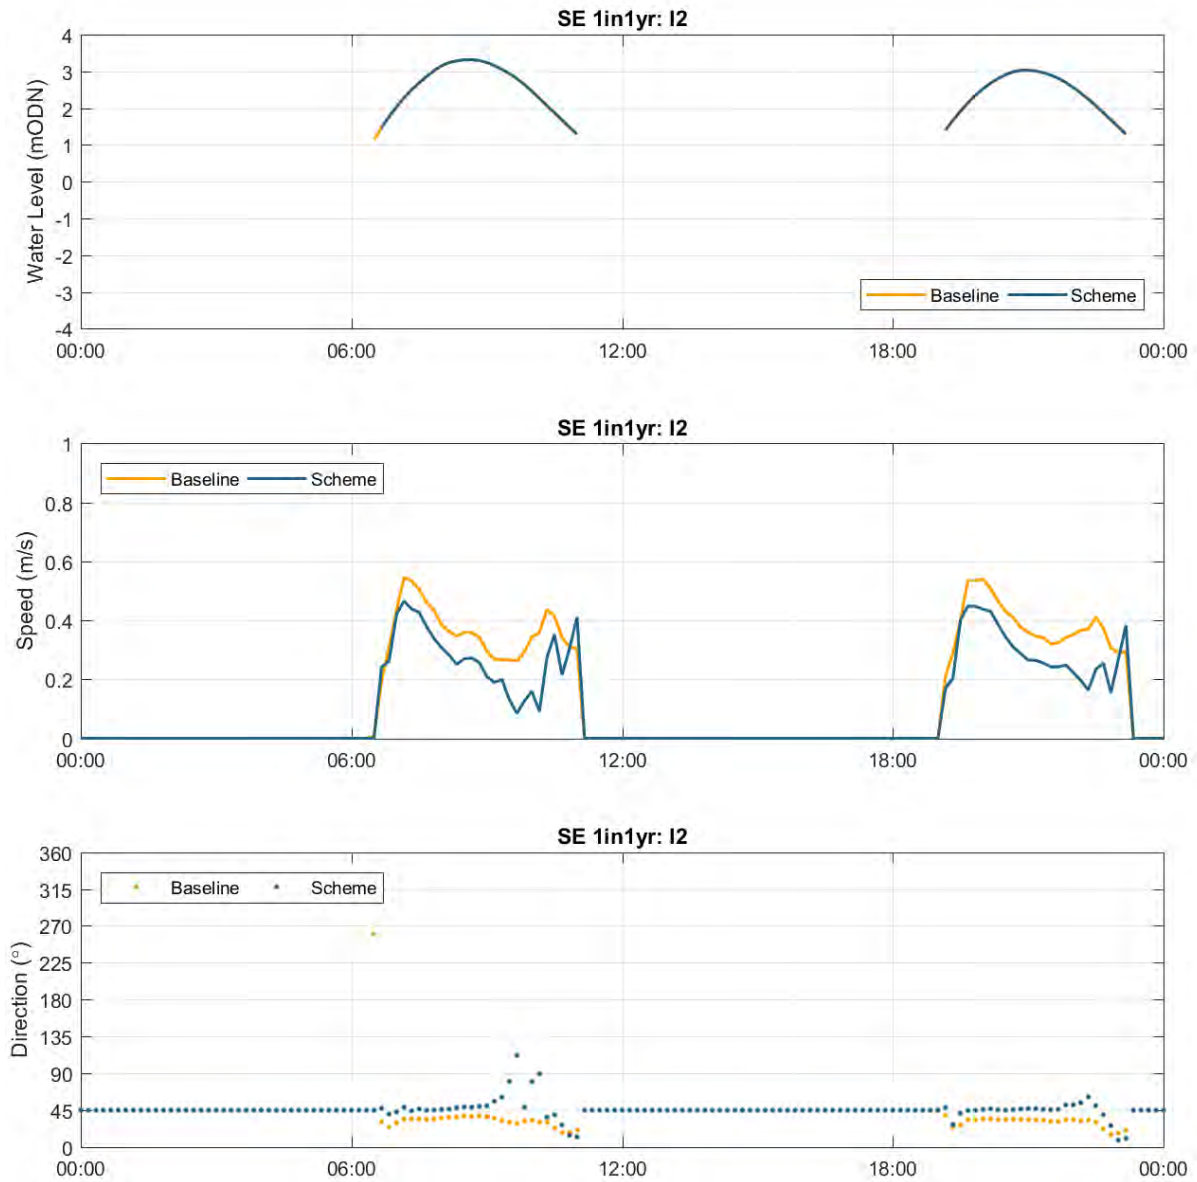 SE 1in1yr: I2
4
3
2
1
0
-1
-2
-3
-4
Water Level (mODN)
Baseline Scheme
00:00 06:00 12:00 18:00 00:00
SE 1in1yr: I2
1
0.8
0.6
0.4
0.2
0
Speed (m/s)
Baseline Scheme
00:00 06:00 12:00 18:00 00:00
SE 1in1yr: I2
360
315
270
225
180
135
90
45
0
Direction (°)
Baseline Scheme
00:00 06:00 12:00 18:00 00:00